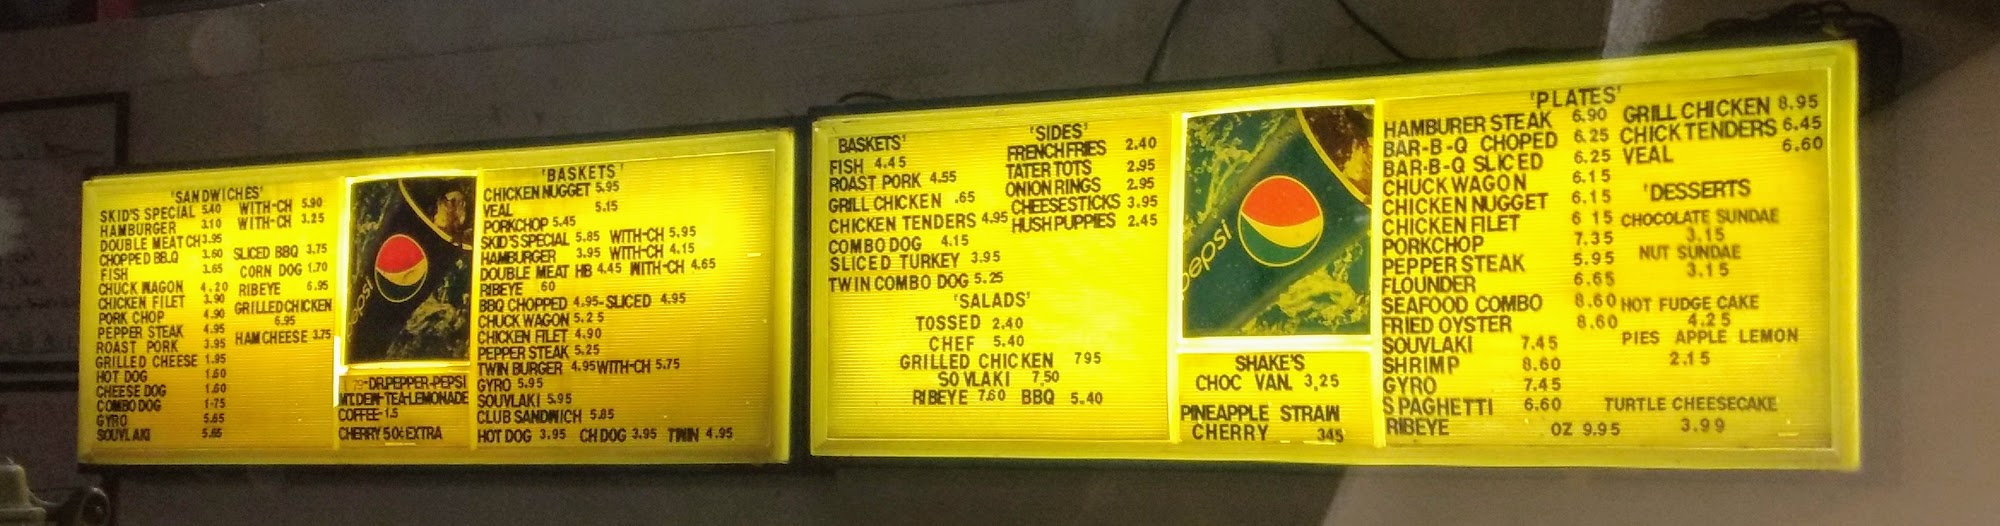 'SANDWICHES'
SKID'S SPECIAL 5.40 WITH-CH 5.90
HAMBURGER 3.10 WITH-CH 3.25
DOUBLE MEAT CH 3.95
CHOPPED BB.Q 3.60 SLICED BBQ 3.75
FISH 3.65 CORN DOG 1.70
CHUCK WAGON 4.20 RIBEYE 6.95
CHICKEN FILET 3.90 GRILLED CHICKEN
PORK CHOP 4.90 6.95
PEPPER STEAK 4.95 HAM CHEESE 3.75
ROAST PORK 3.95
GRILLED CHEESE 1.95
HOT DOG 1.60
CHEESE DOG 1.60
COMBO DOG 1.75
GYRO 5.65
SOUVLAKI 5.65
pepsi
DR.PEPPER-PEPSI
MT.DEW-TEA-LEMONADE
COFFEE-1.5
CHERRY 50¢ EXTRA
'BASKETS'
CHICKEN NUGGET 5.95
VEAL 5.15
PORKCHOP 5.45
SKID'S SPECIAL 5.85 WITH-CH 5.95
HAMBURGER 3.95 WITH-CH 4.15
DOUBLE MEAT HB 4.45 WITH-CH 4.65
RIBEYE 60
BBQ CHOPPED 4.95-SLICED 4.95
CHUCK WAGON 5.25
CHICKEN FILET 4.90
PEPPER STEAK 5.25
TWIN BURGER 4.95 WITH-CH 5.75
GYRO 5.95
SOUVLAKI 5.95
CLUB SANDWICH 5.85
HOT DOG 3.95 CH DOG 3.95 TWIN 4.95
BASKETS'
FISH 4.45
ROAST PORK 4.55
GRILL CHICKEN .65
CHICKEN TENDERS 4.95
COMBO DOG 4.15
SLICED TURKEY 3.95
TWIN COMBO DOG 5.25
'SIDES'
FRENCH FRIES 2.40
TATER TOTS 2.95
ONION RINGS 2.95
CHEESESTICKS 3.95
HUSH PUPPIES 2.45
'SALADS'
TOSSED 2.40
CHEF 5.40
GRILLED CHICKEN 795
SOVLAKI 7,50
RIBEYE 7.60 BBQ 5.40
pepsi
SHAKE'S
CHOC VAN. 3,25
PINEAPPLE STRAW
CHERRY 345
'PLATES'
HAMBURER STEAK 6.90
BAR-B-Q CHOPED 6.25
BAR-B-Q SLICED 6.25
CHUCK WAGON 6.15
CHICKEN NUGGET 6.15
CHICKEN FILET 6 15
PORKCHOP 7.35
PEPPER STEAK 5.95
FLOUNDER 6.65
SEAFOOD COMBO 8.60
FRIED OYSTER 8.60
SOUVLAKI 7.45
SHRIMP 8.60
GYRO 7.45
SPAGHETTI 6.60
RIBEYE OZ 9.95
GRILL CHICKEN 8.95
CHICK TENDERS 6.45
VEAL 6.60
'DESSERTS
CHOCOLATE SUNDAE
3.15
NUT SUNDAE
3.15
HOT FUDGE CAKE
4.25
PIES APPLE LEMON
2.15
TURTLE CHEESECAKE
3.99